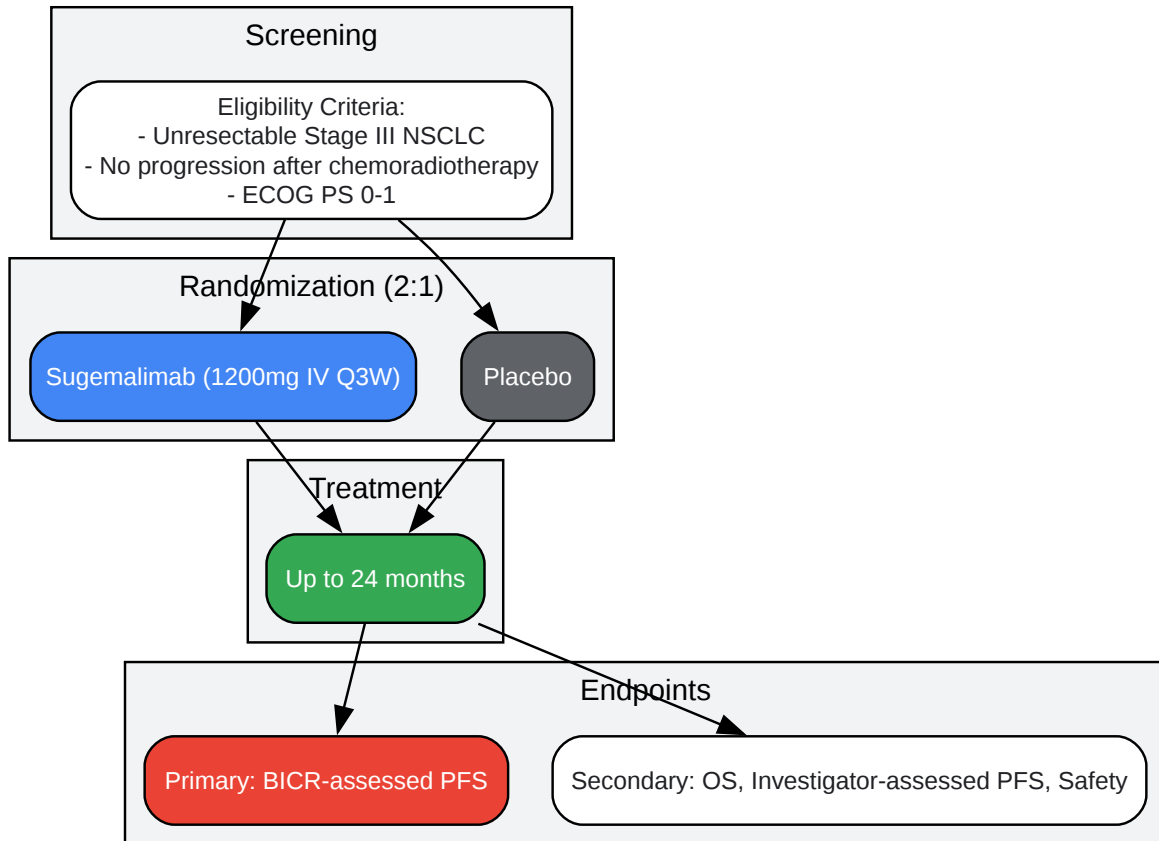 Screening
Eligibility Criteria:
- Unresectable Stage III NSCLC
- No progression after chemoradiotherapy
- ECOG PS 0-1
Randomization (2:1)
Sugemalimab (1200mg IV Q3W)
Placebo
Treatment
Up to 24 months
Endpoints
Primary: BICR-assessed PFS
Secondary: OS, Investigator-assessed PFS, Safety